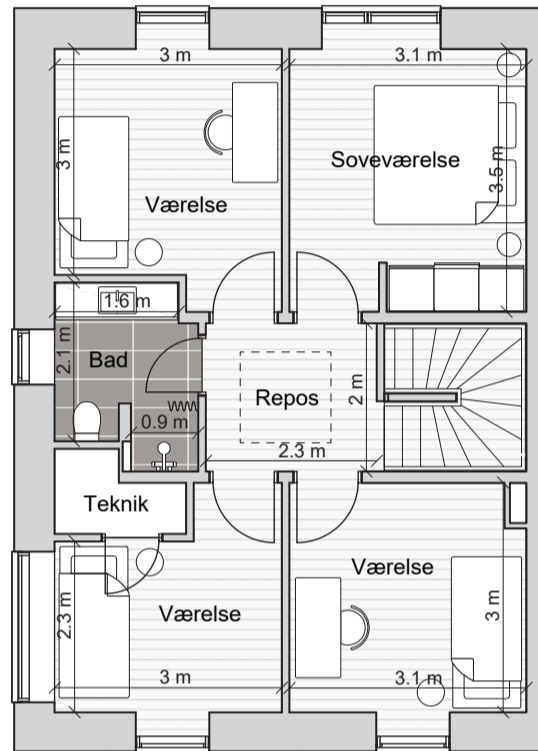 3 m
3.1 m
3 m
Værelse
Soveværelse
3.5 m
1.6 m
2.1 m
Bad
0.9 m
Repos
2 m
2.3 m
Teknik
2.3 m
Værelse
3 m
Værelse
3 m
3.1 m